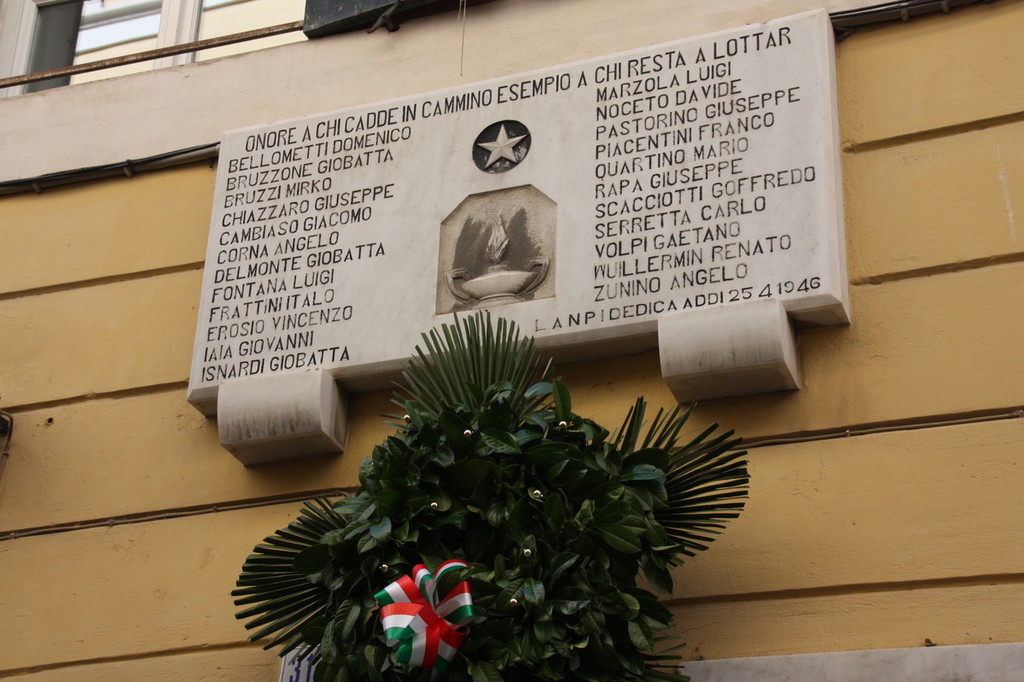 ONORE A CHI CADDE IN CAMMINO ESEMPIO A CHI RESTA A LOTTAR
BELLOMETTI DOMENICO
BRUZZONE GIOBATTA
BRUZZI MIRKO
CHIAZZARO GIUSEPPE
CAMBIASO GIACOMO
CORNA ANGELO
DELMONTE GIOBATTA
FONTANA LUIGI
FRATTINI ITALO
EROSIO VINCENZO
IAIA GIOVANNI
ISNARDI GIOBATTA
MARZOLA LUIGI
NOCETO DAVIDE
PASTORINO GIUSEPPE
PIACENTINI FRANCO
QUARTINO MARIO
RAPA GIUSEPPE
SCACCIOTTI GOFFREDO
SERRETTA CARLO
VOLPI GAETANO
WUILLERMIN RENATO
ZUNINO ANGELO
L A N P I DEDICA ADDI 25 4 1946